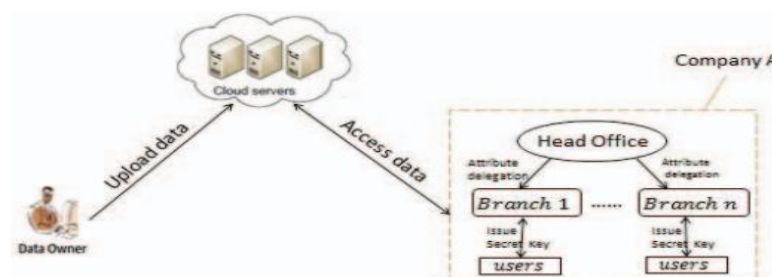 Cloud servers
Company A
Upload data
Access data
Head Office
Attribute
delegation
Attribute
delegation
Branch 1
......
Branch n
Issue
Secret Key
Issue
Secret Key
users
users
Data Owner